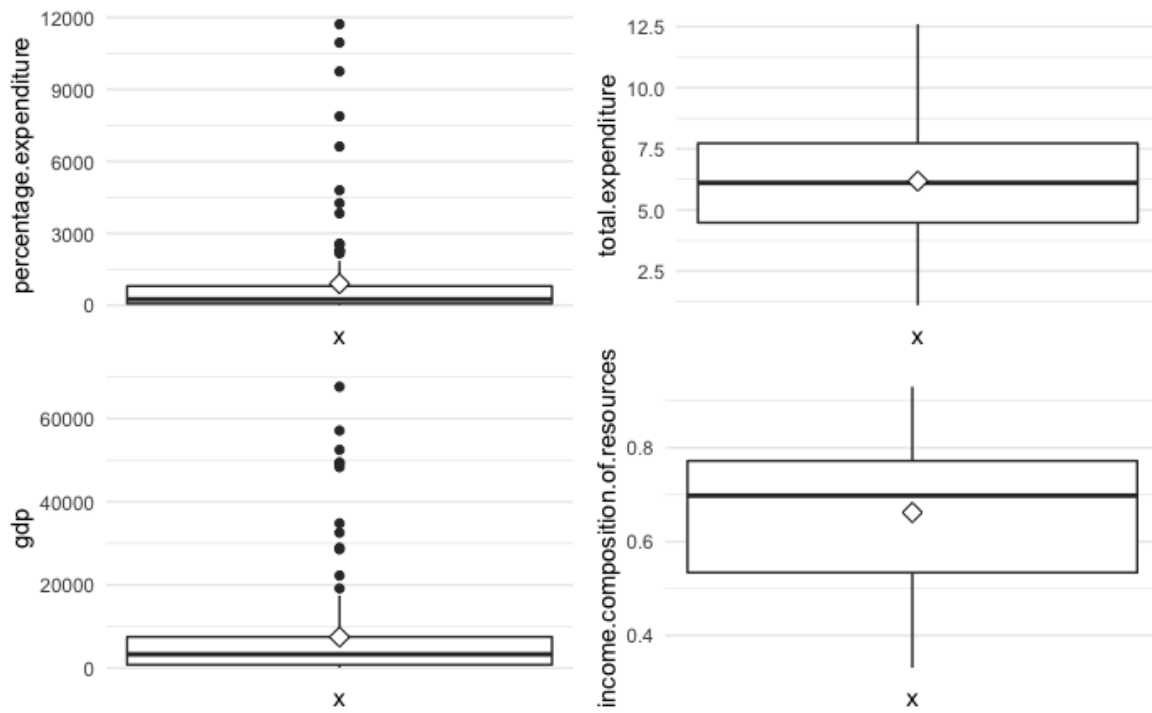 percentage.expenditure
12000
9000
6000
3000
0
x
total.expenditure
12.5
10.0
7.5
5.0
2.5
x
gdp
60000
40000
20000
0
x
income.composition.of.resources
0.8
0.6
0.4
x